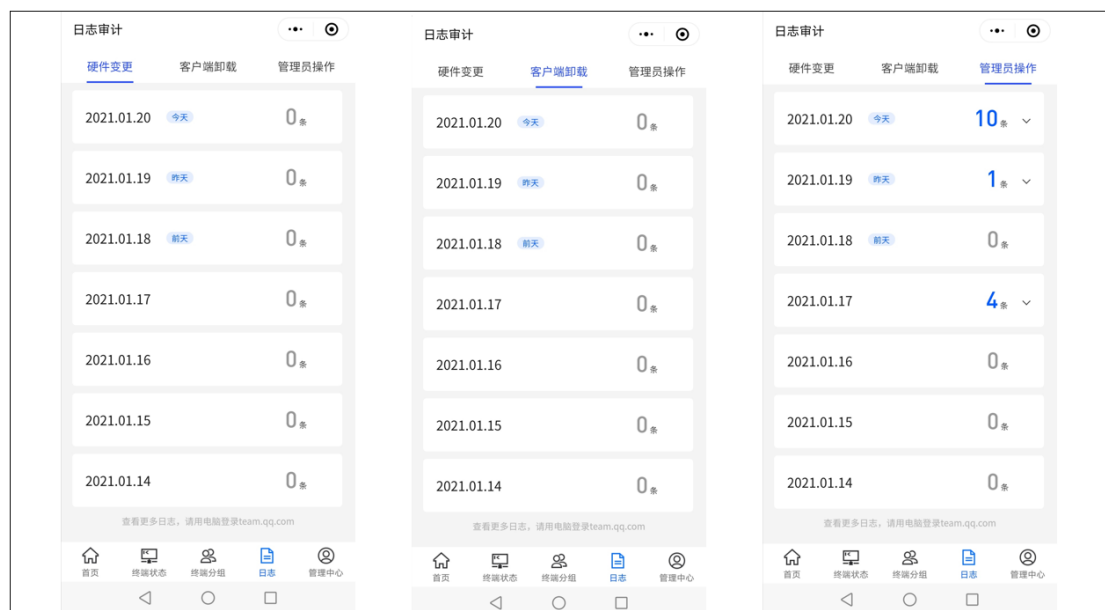 日志审计
硬件变更 客户端卸载 管理员操作
2021.01.20 今天 0条
2021.01.19 昨天 0条
2021.01.18 前天 0条
2021.01.17 0条
2021.01.16 0条
2021.01.15 0条
2021.01.14 0条
查看更多日志，请用电脑登录team.qq.com
首页 终端状态 终端分组 日志 管理中心
日志审计
硬件变更 客户端卸载 管理员操作
2021.01.20 今天 0条
2021.01.19 昨天 0条
2021.01.18 前天 0条
2021.01.17 0条
2021.01.16 0条
2021.01.15 0条
2021.01.14 0条
查看更多日志，请用电脑登录team.qq.com
首页 终端状态 终端分组 日志 管理中心
日志审计
硬件变更 客户端卸载 管理员操作
2021.01.20 今天 10条
2021.01.19 昨天 1条
2021.01.18 前天 0条
2021.01.17 4条
2021.01.16 0条
2021.01.15 0条
2021.01.14 0条
查看更多日志，请用电脑登录team.qq.com
首页 终端状态 终端分组 日志 管理中心